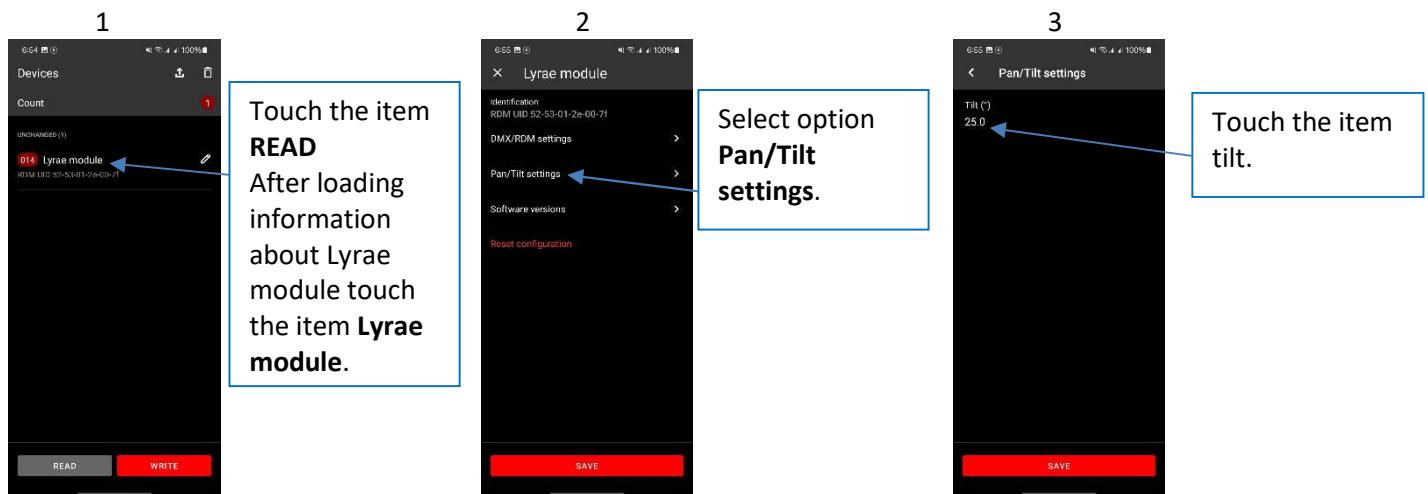 1
6:54
100%
Devices
Count
1
UNCHANGED (1)
014 Lyrae module
RDM UID 52-53-01-2e-00-7f
READ
WRITE
Touch the item
READ
After loading
information
about Lyrae
module touch
the item Lyrae
module.
2
6:55
100%
Lyrae module
Identification
RDM UID 52-53-01-2e-00-7f
DMX/RDM settings
Pan/Tilt settings
Software versions
Reset configuration
SAVE
Select option
Pan/Tilt
settings.
3
6:55
100%
Pan/Tilt settings
Tilt (°)
25.0
SAVE
Touch the item
tilt.